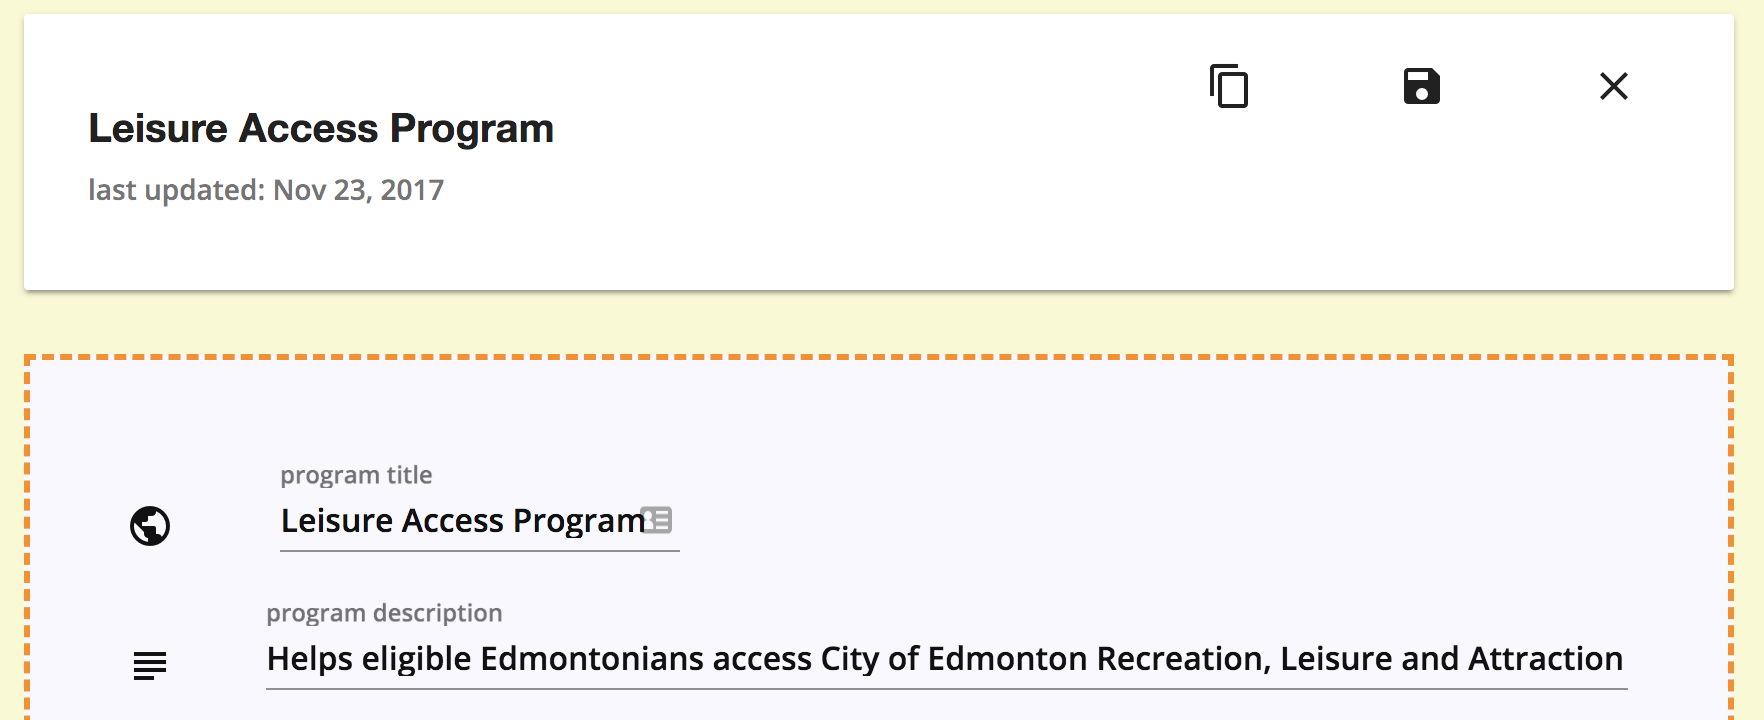 Leisure Access Program
last updated: Nov 23, 2017
program title
Leisure Access Program
program description
Helps eligible Edmontonians access City of Edmonton Recreation, Leisure and Attraction